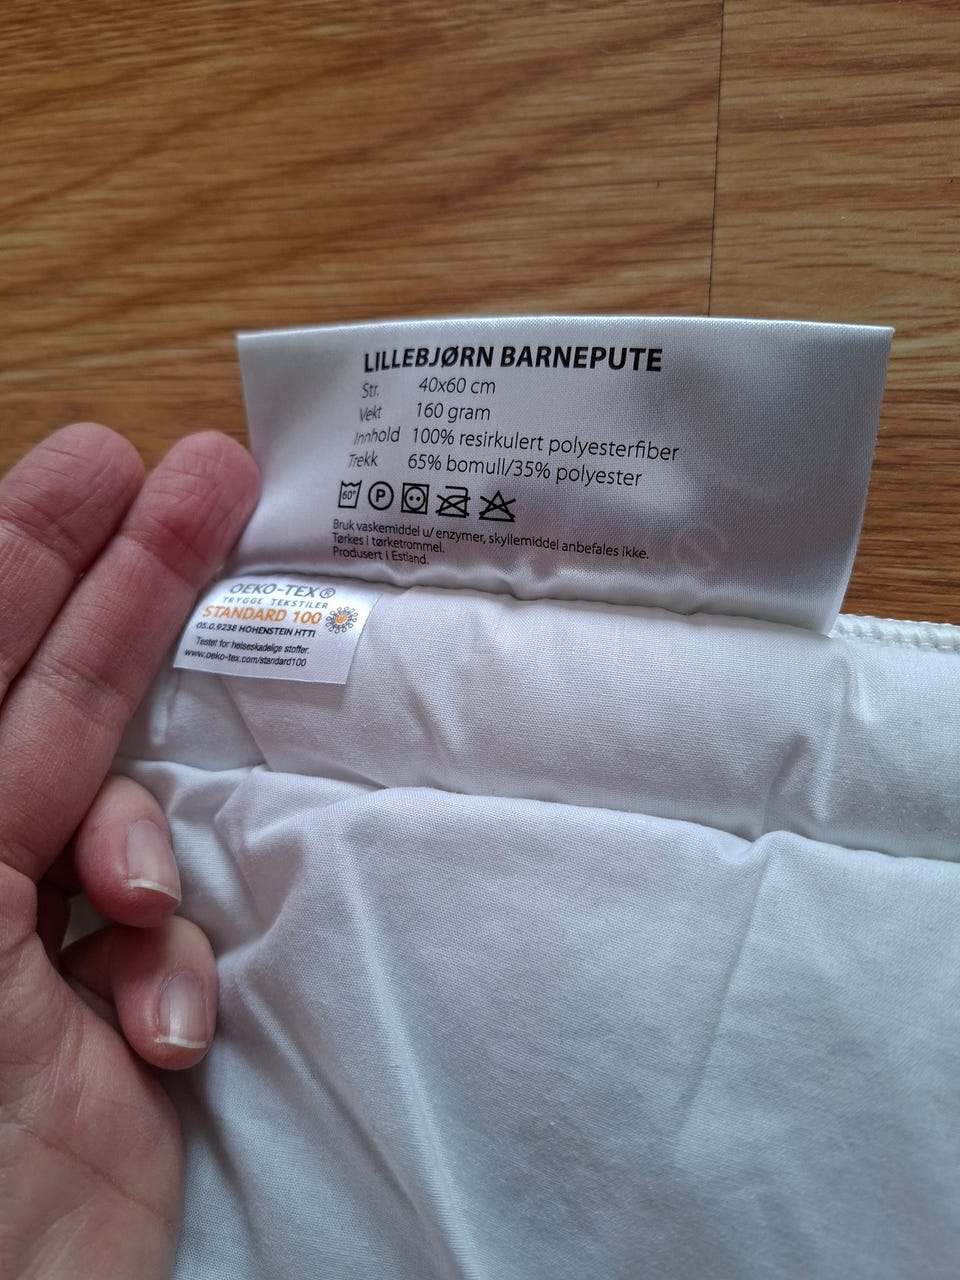 LILLEBJØRN BARNEPUTE
Str. 40x60 cm
Vekt 160 gram
Innhold 100% resirkulert polyesterfiber
Trekk 65% bomull/35% polyester
60° P
Bruk vaskemiddel u/ enzymer, skyllemiddel anbefales ikke.
Tørkes i tørketrommel.
Produsert i Estland.
OEKO-TEX®
TRYGGE TEKSTILER
STANDARD 100
05.0.9238 HOHENSTEIN HTTI
Testet for helseskadelige stoffer.
www.oeko-tex.com/standard100